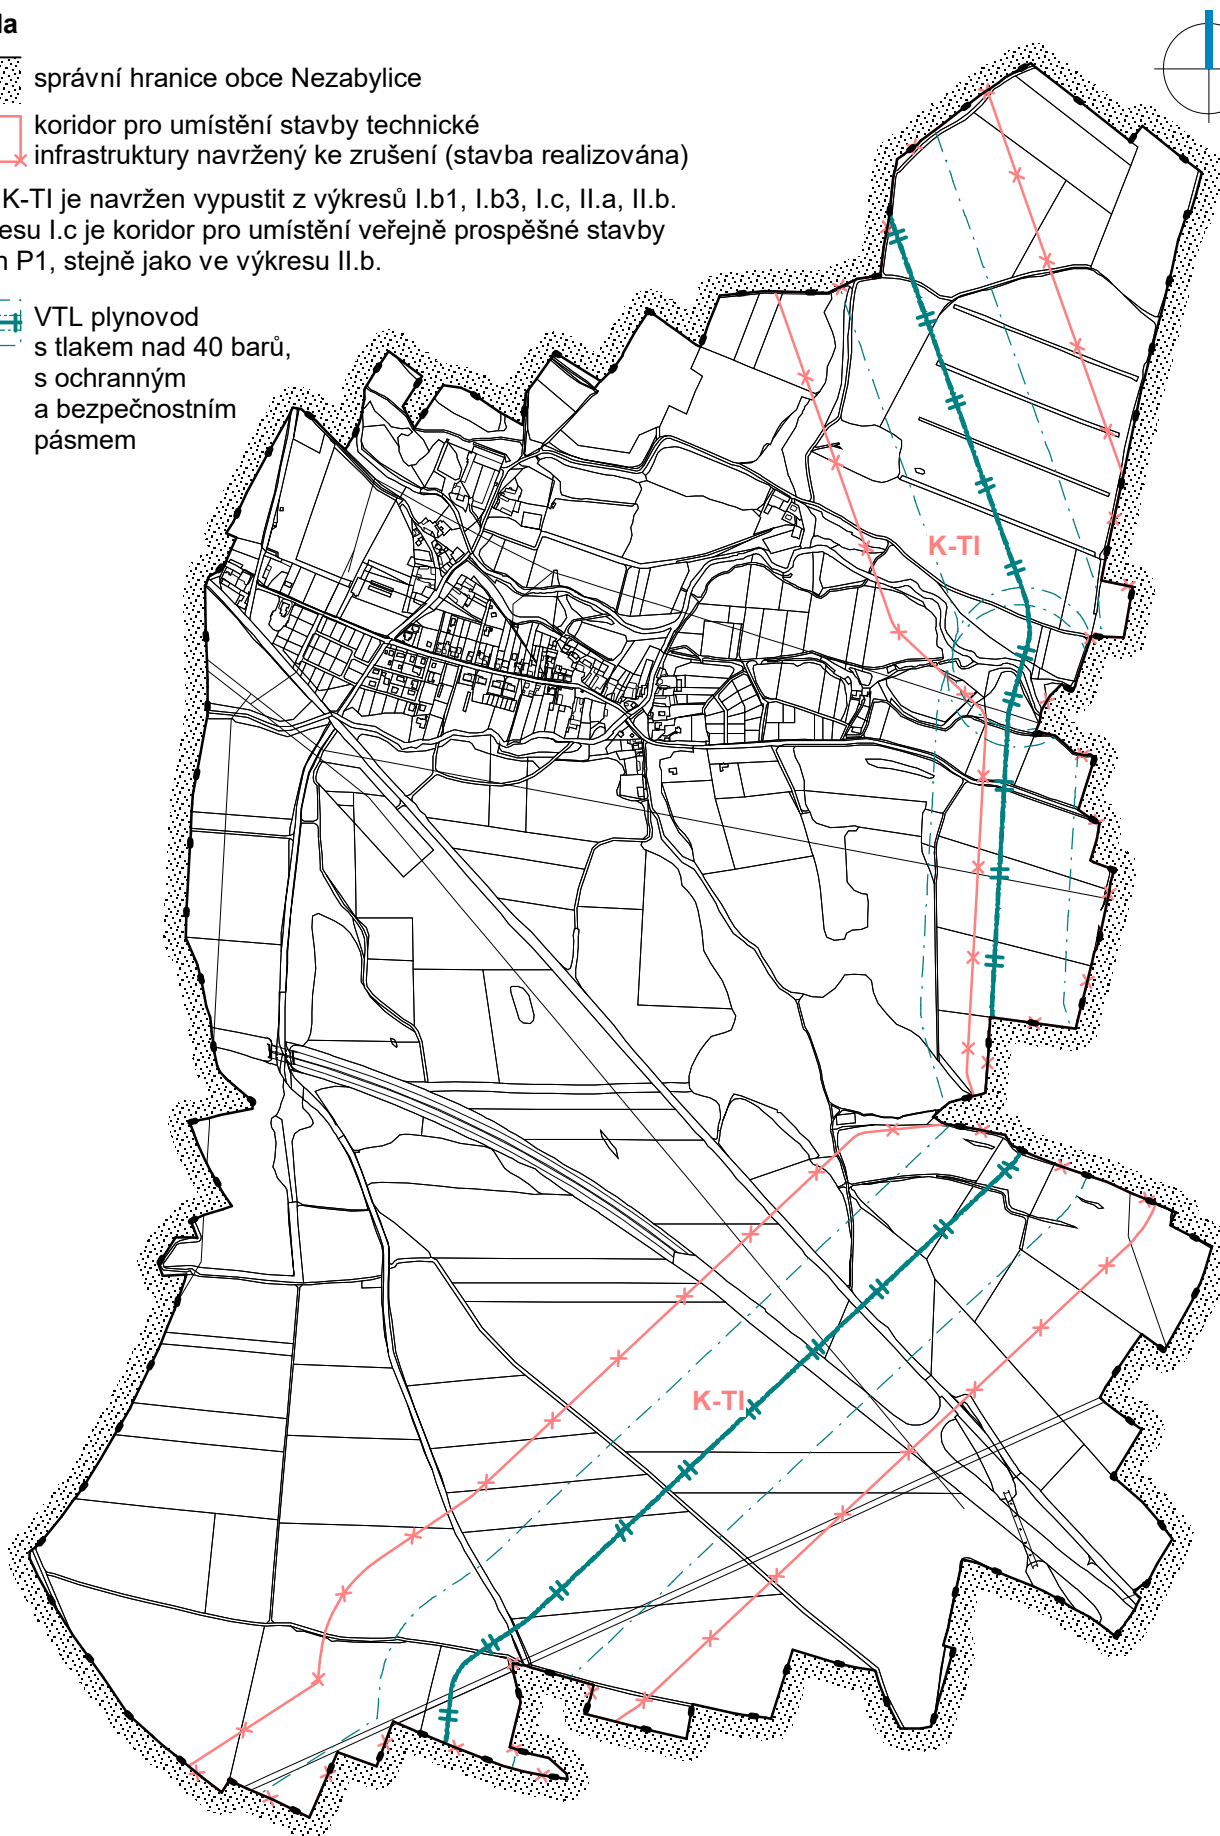 správní hranice obce Nezabylice
koridor pro umístění stavby technické
infrastruktury navržený ke zrušení (stavba realizována)
K-TI je navržen vypustit z výkresů I.b1, I.b3, I.c, II.a, II.b.
I.c je koridor pro umístění veřejně prospěšné stavby
P1, stejně jako ve výkresu II.b.
VTL plynovod
s tlakem nad 40 barů,
s ochranným
a bezpečnostním
pásmem
K-TI
K-TI